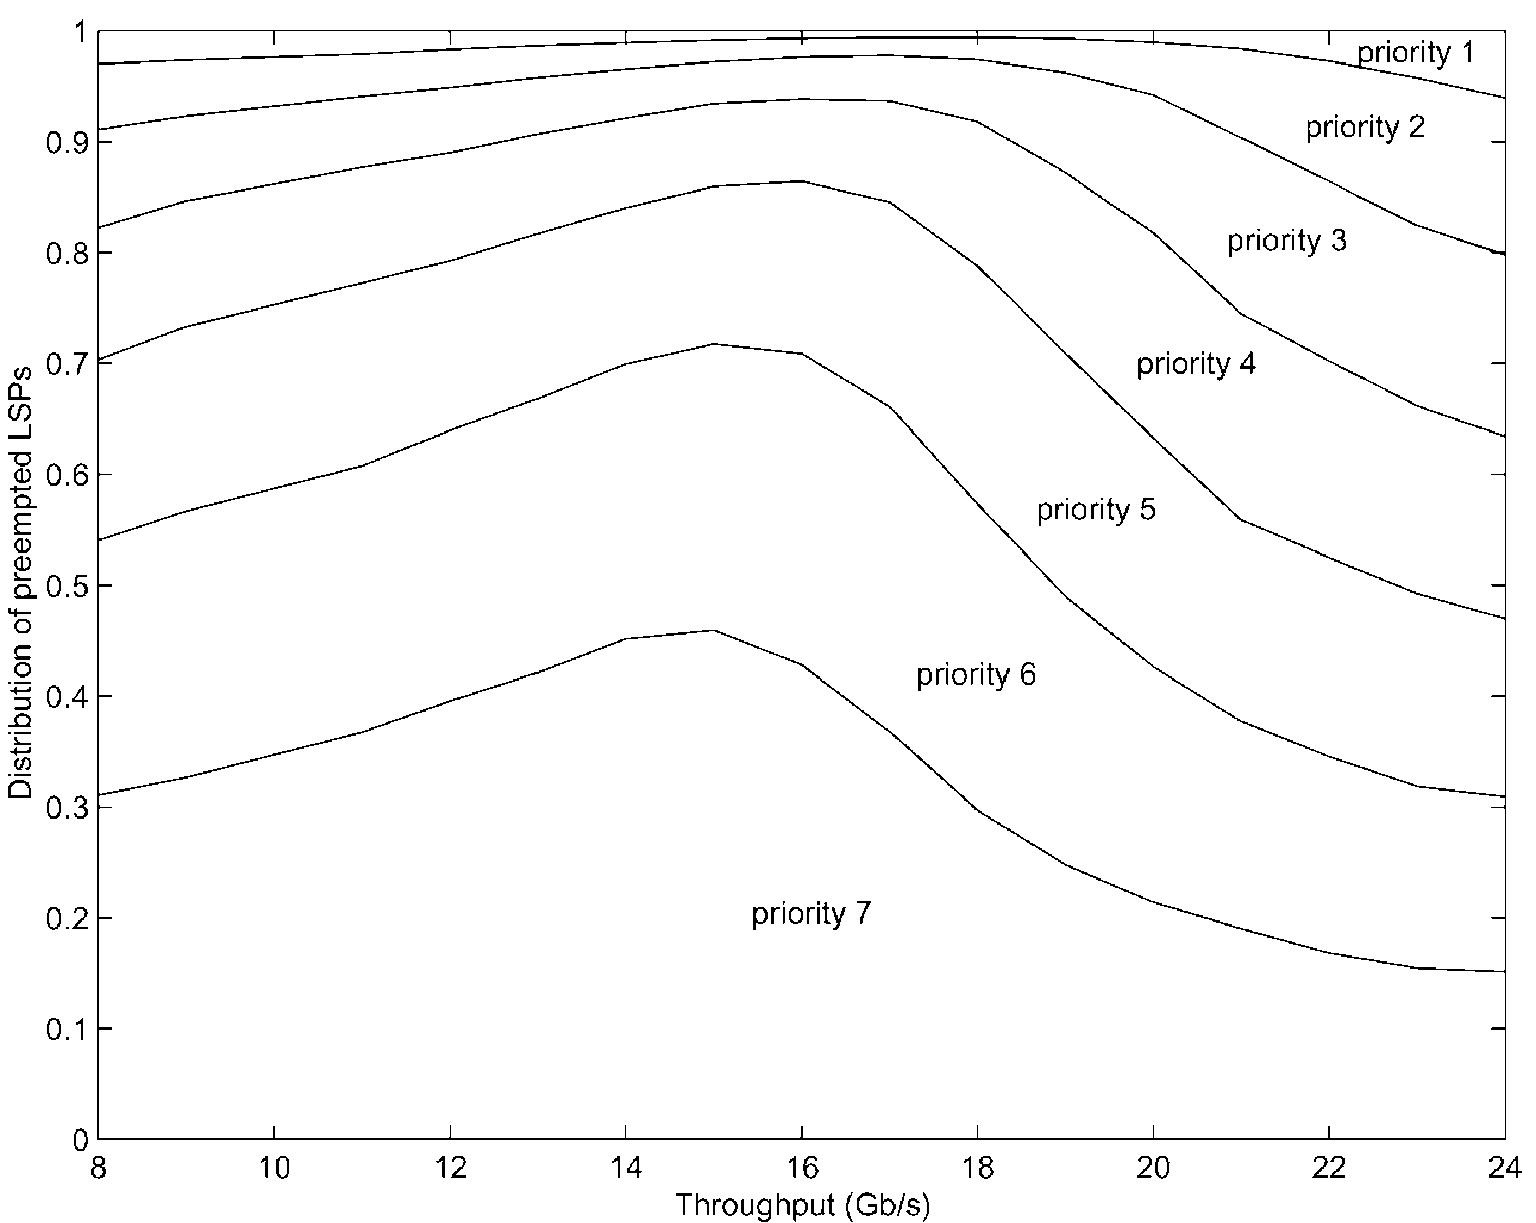 1
0.9
0.8
0.7
0.6
0.5
0.4
0.3
0.2
0.1
0
Distribution of preempted LSPs
priority 1
priority 2
priority 3
priority 4
priority 5
priority 6
priority 7
8 10 12 14 16 18 20 22 24
Throughput (Gb/s)